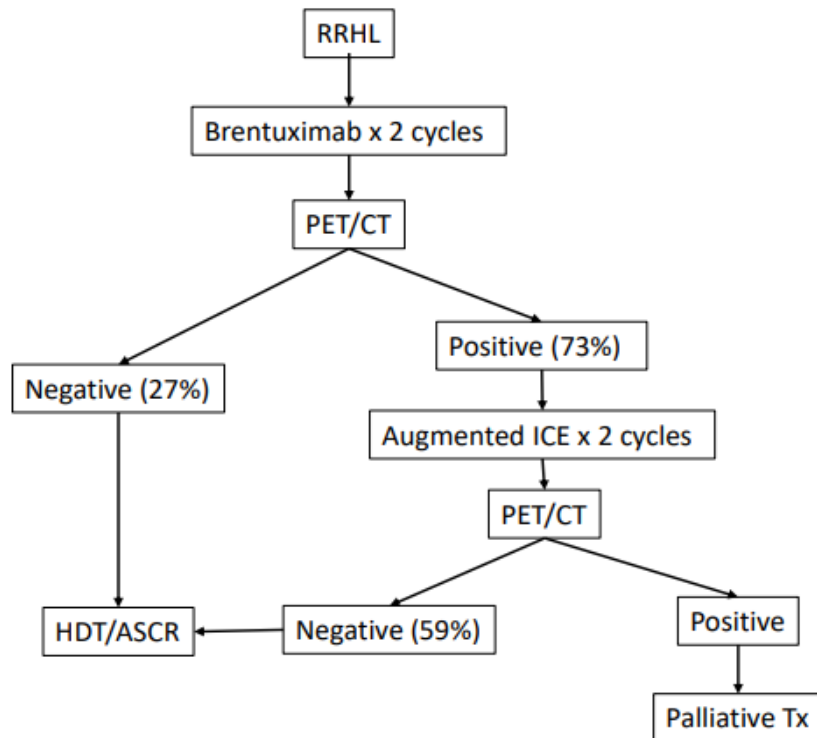 RRHL
Brentuximab x 2 cycles
PET/CT
Positive (73%)
Negative (27%)
Augmented ICE x 2 cycles
PET/CT
HDT/ASCR
Negative (59%)
Positive
Palliative Tx